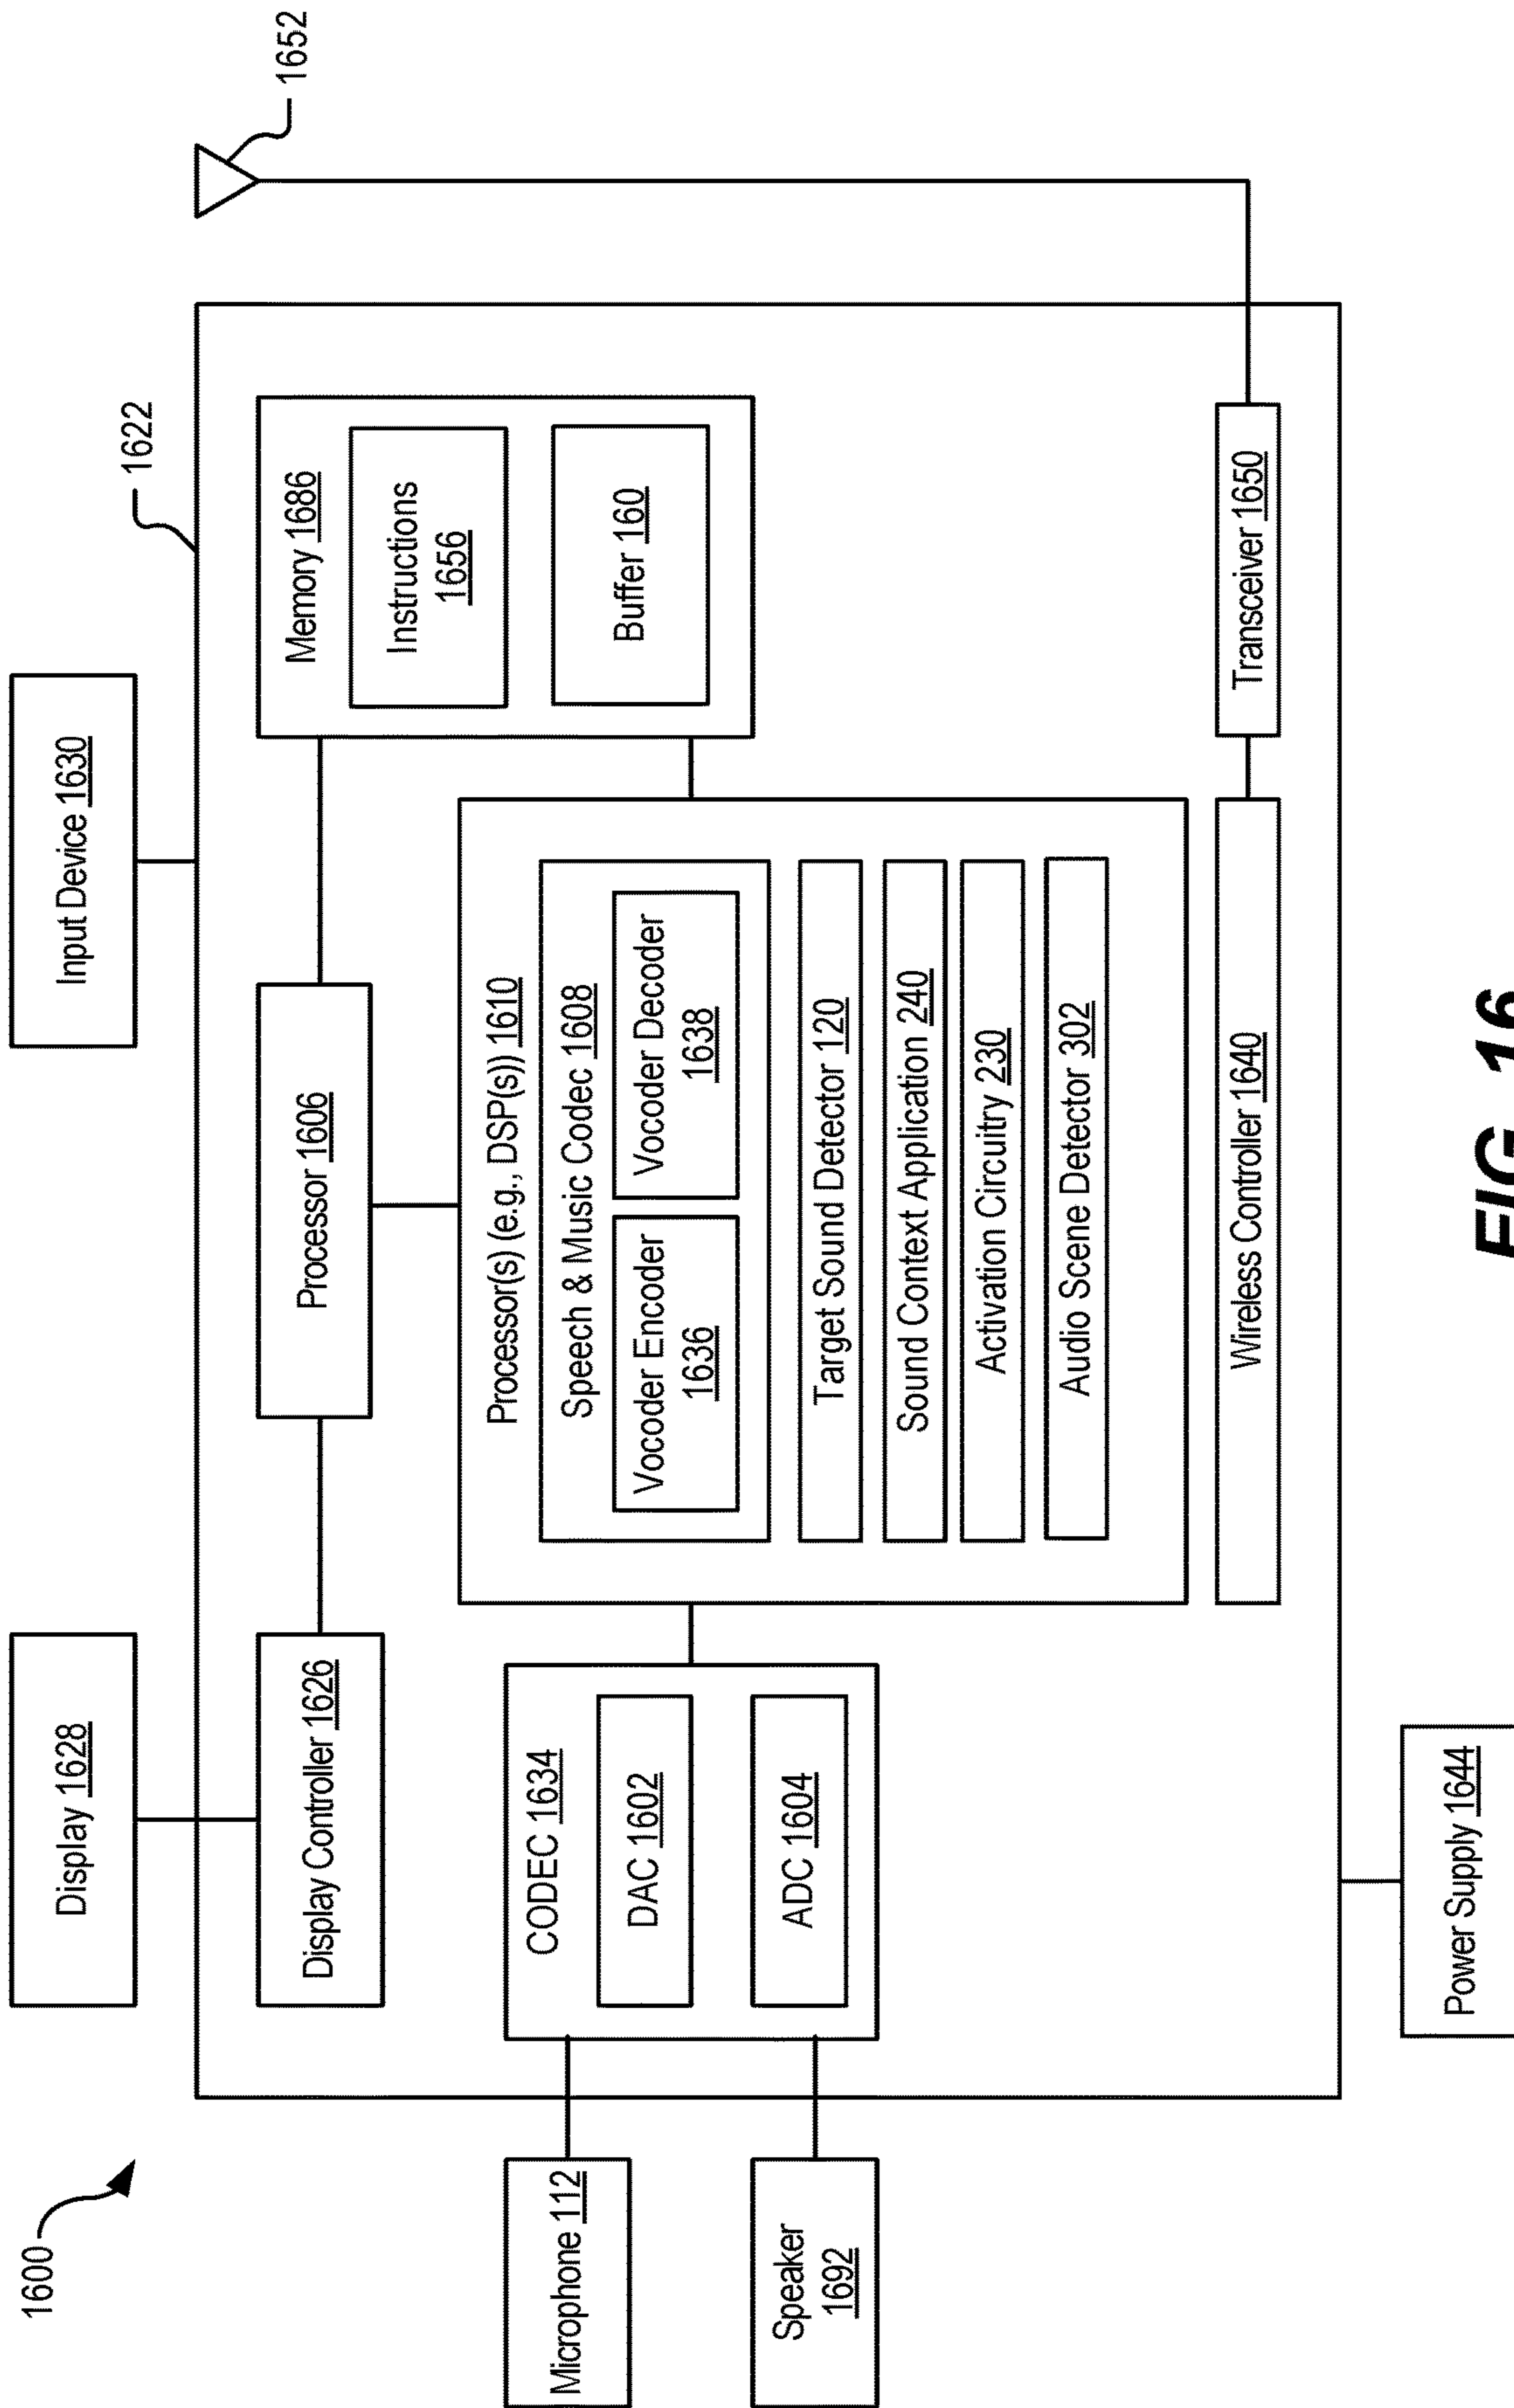 1600
Display 1628
Input Device 1630
1622
1652
Display Controller 1626
Processor 1606
Memory 1686
Instructions
1656
Buffer 160
Microphone 112
Speaker
1692
CODEC 1634
DAC 1602
ADC 1604
Processor(s) (e.g., DSP(s)) 1610
Speech & Music Codec 1608
Vocoder Encoder
1636
Vocoder Decoder
1638
Target Sound Detector 120
Sound Context Application 240
Activation Circuitry 230
Audio Scene Detector 302
Wireless Controller 1640
Transceiver 1650
Power Supply 1644
FIG. 16